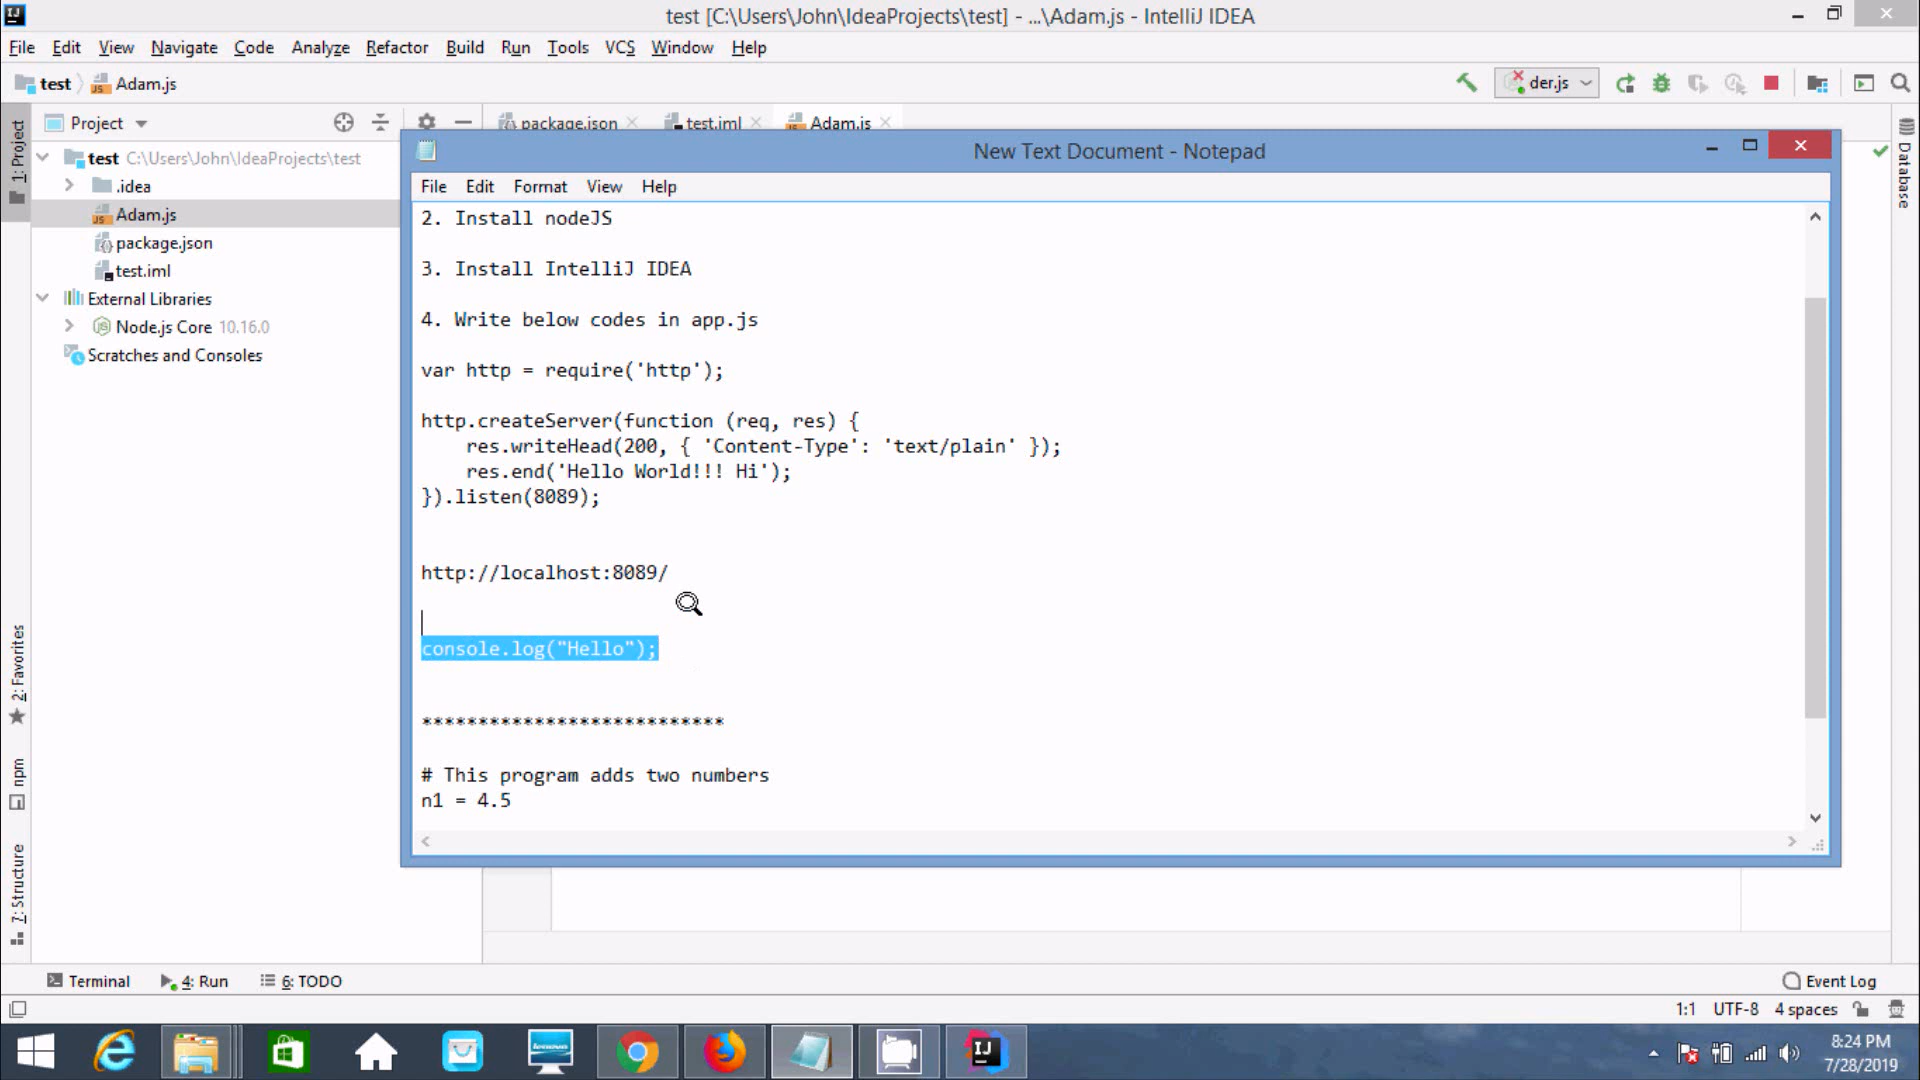 test [C:\Users\John\IdeaProjects\test] - ...\Adam.js - IntelliJ IDEA
File Edit View Navigate Code Analyze Refactor Build Run Tools VCS Window Help
test Adam.js
der.js
Project
package.json
test.iml
Adam.js
1: Project
test C:\Users\John\IdeaProjects\test
.idea
Adam.js
package.json
test.iml
External Libraries
Node.js Core 10.16.0
Scratches and Consoles
New Text Document - Notepad
File Edit Format View Help
2. Install nodeJS
3. Install IntelliJ IDEA
4. Write below codes in app.js
var http = require('http');
http.createServer(function (req, res) {
    res.writeHead(200, { 'Content-Type': 'text/plain' });
    res.end('Hello World!!! Hi');
}).listen(8089);
http://localhost:8089/
console.log("Hello");
***************************
# This program adds two numbers
n1 = 4.5
Database
2: Favorites
npm
7: Structure
Terminal
4: Run
6: TODO
Event Log
1:1 UTF-8 4 spaces
8:24 PM
7/28/2019